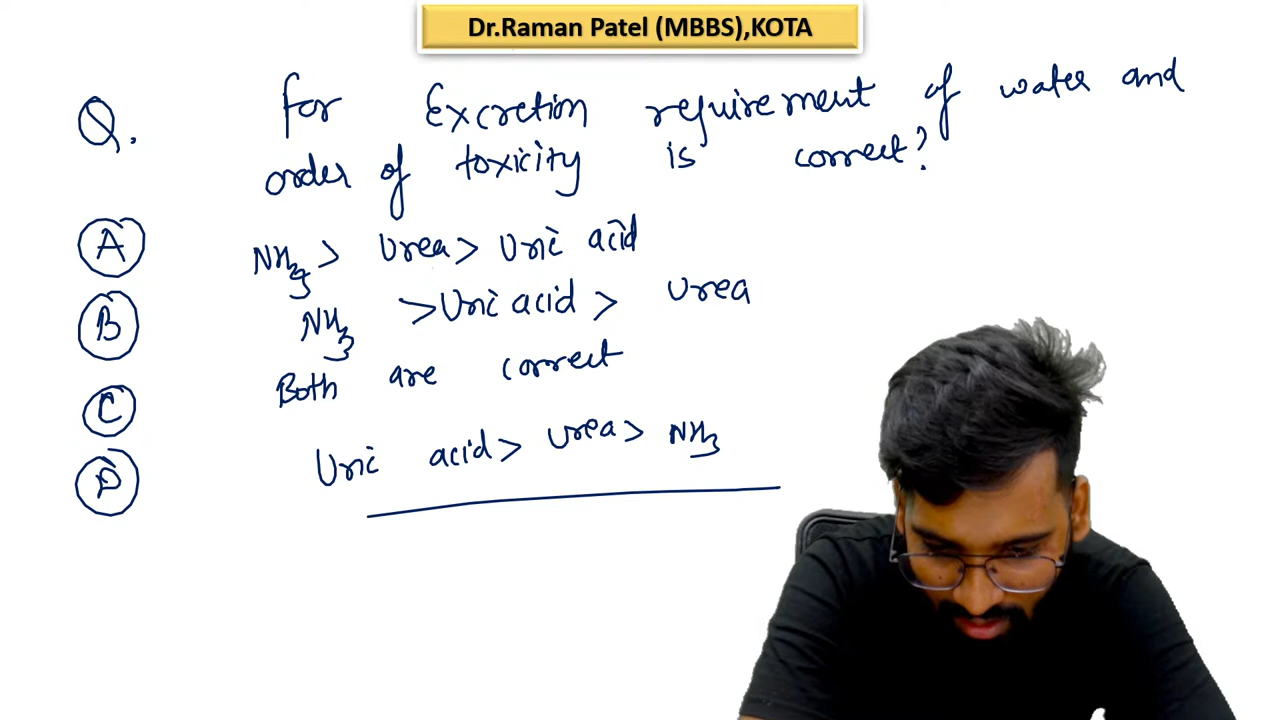 Dr.Raman Patel (MBBS),KOTA
Q. For Excretion requirement of water and
order of toxicity is correct?
A NH3 > Urea > Uric acid
B NH3 > Uric acid > Urea
C Both are correct
D Uric acid > Urea > NH3